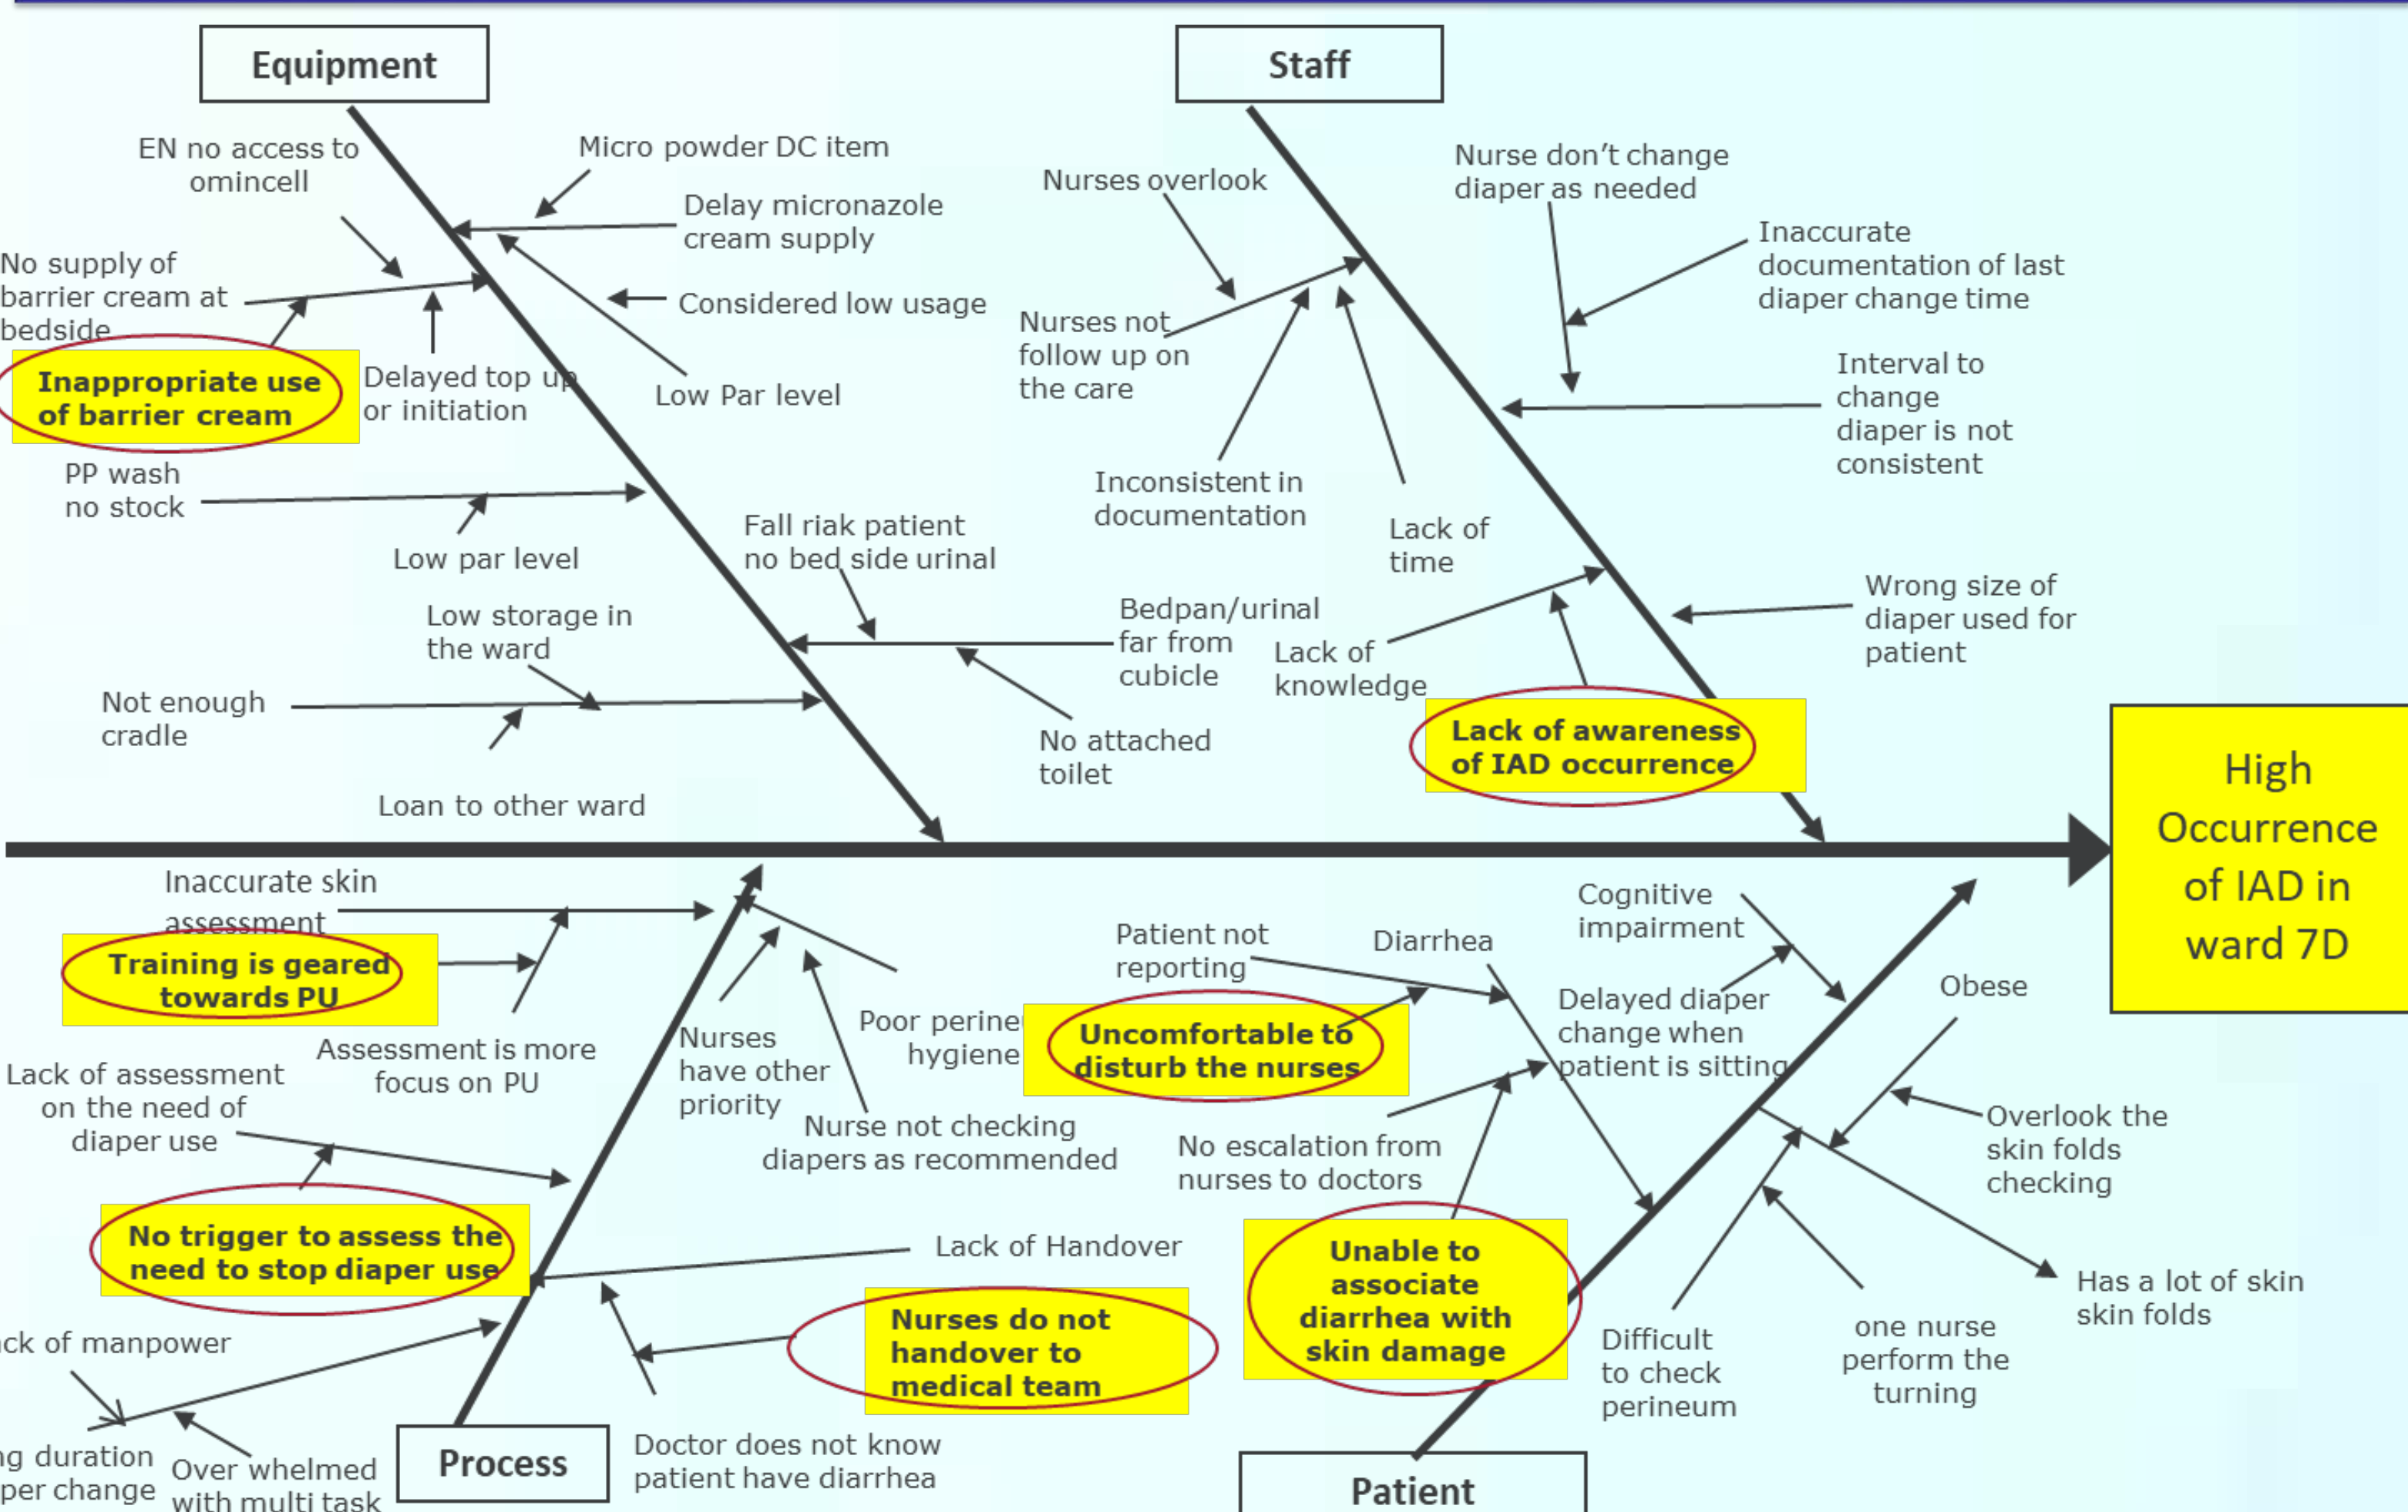 Equipment
Staff
EN no access to
omincell
Micro powder DC item
Delay micronazole
cream supply
No supply of
barrier cream at
bedside
Considered low usage
Inappropriate use
of barrier cream
Delayed top up
or initiation
Low Par level
PP wash
no stock
Low par level
Fall riak patient
no bed side urinal
Low storage in
the ward
Bedpan/urinal
far from
cubicle
Not enough
cradle
No attached
toilet
Loan to other ward
Nurses overlook
Nurse don't change
diaper as needed
Inaccurate
documentation of last
diaper change time
Nurses not
follow up on
the care
Interval to
change
diaper is not
consistent
Inconsistent in
documentation
Lack of
time
Wrong size of
diaper used for
patient
Lack of
knowledge
Lack of awareness
of IAD occurrence
High
Occurrence
of IAD in
ward 7D
Inaccurate skin
assessment
Training is geared
towards PU
Assessment is more
focus on PU
Nurses
have other
priority
Poor perine
hygiene
Nurse not checking
diapers as recommended
Lack of assessment
on the need of
diaper use
No trigger to assess the
need to stop diaper use
Lack of Handover
Nurses do not
handover to
medical team
Doctor does not know
patient have diarrhea
ck of manpower
ng duration
per change
Over whelmed
with multi task
Process
Patient not
reporting
Diarrhea
Cognitive
impairment
Uncomfortable to
disturb the nurses
Delayed diaper
change when
patient is sitting
Obese
No escalation from
nurses to doctors
Overlook the
skin folds
checking
Unable to
associate
diarrhea with
skin damage
Has a lot of skin
skin folds
Difficult
to check
perineum
one nurse
perform the
turning
Patient